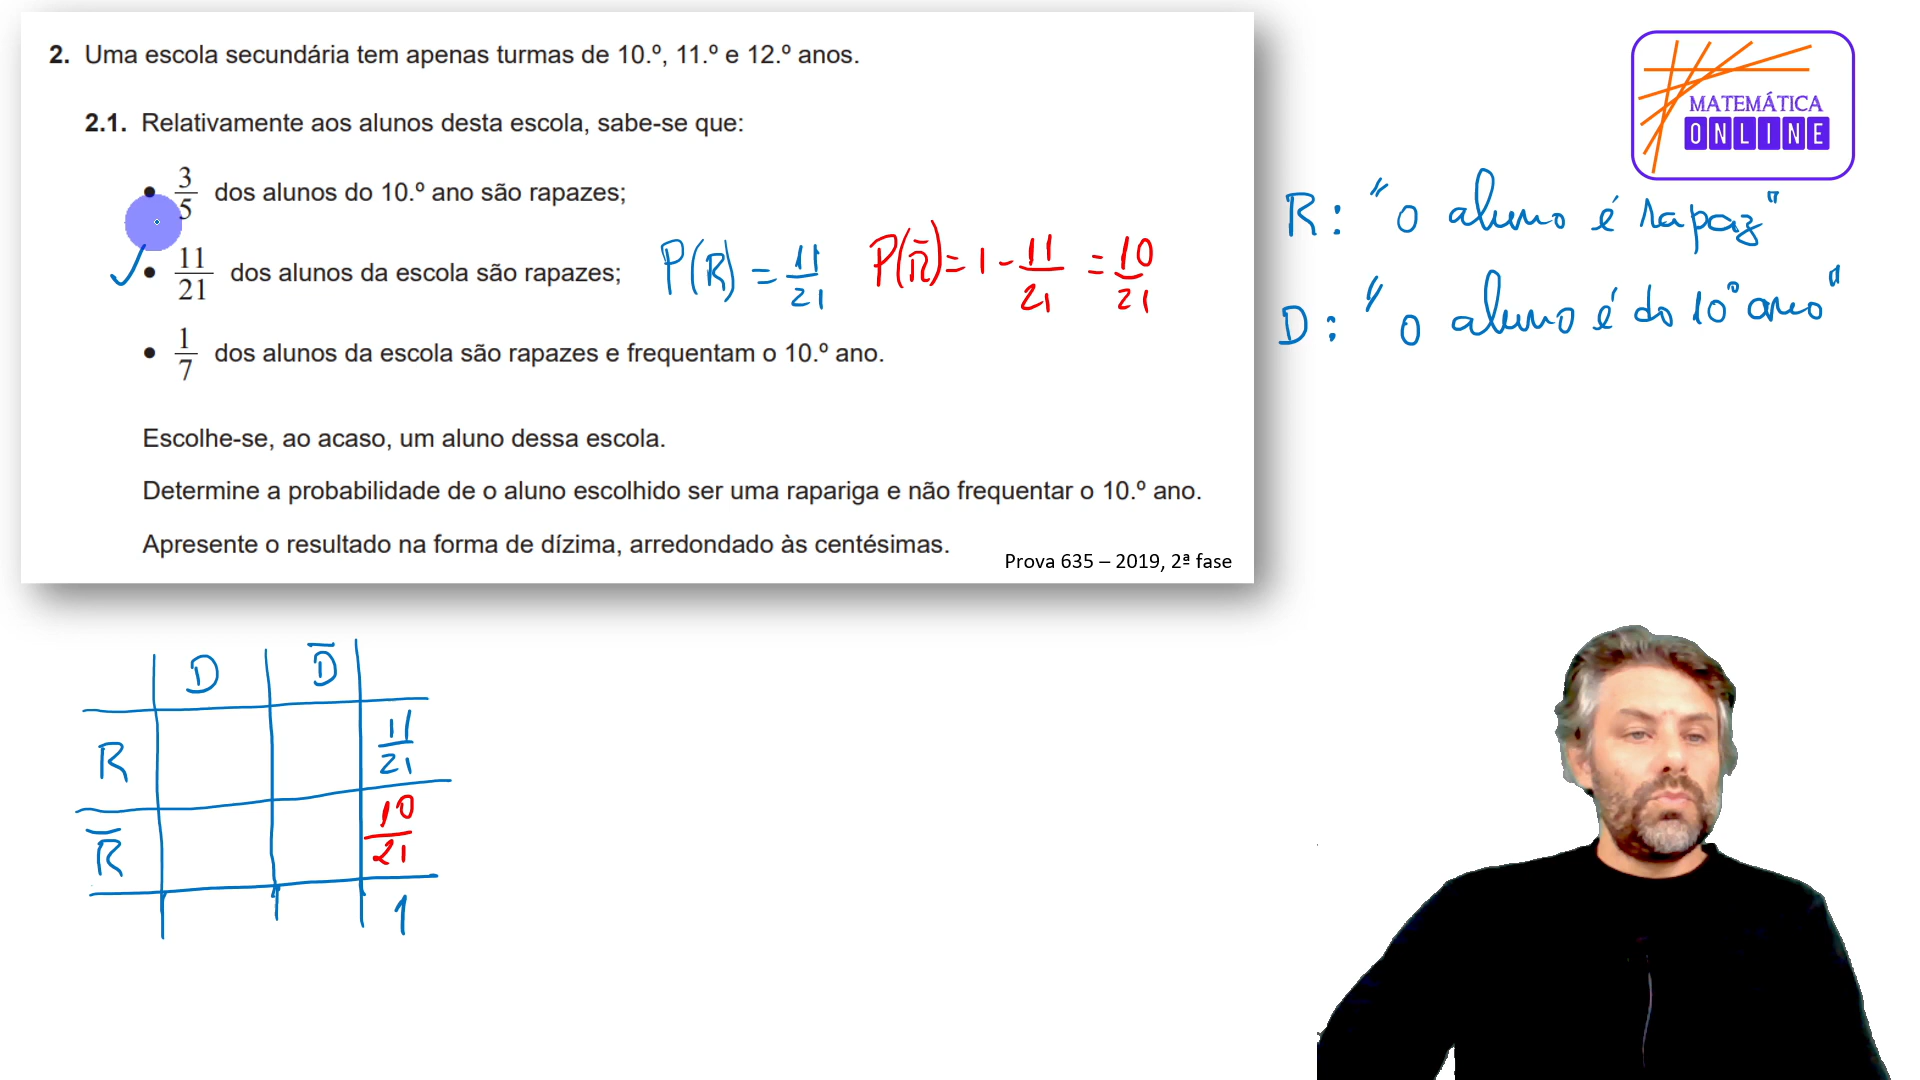 2. Uma escola secundária tem apenas turmas de 10.º, 11.º e 12.º anos.
2.1. Relativamente aos alunos desta escola, sabe-se que:
• 3/5 dos alunos do 10.º ano são rapazes;
• 11/21 dos alunos da escola são rapazes; P(R) = 11/21 P(R̄) = 1 - 11/21 = 10/21
• 1/7 dos alunos da escola são rapazes e frequentam o 10.º ano.
Escolhe-se, ao acaso, um aluno dessa escola.
Determine a probabilidade de o aluno escolhido ser uma rapariga e não frequentar o 10.º ano.
Apresente o resultado na forma de dízima, arredondado às centésimas.
Prova 635 – 2019, 2ª fase
MATEMÁTICA
ONLINE
R: "o aluno é rapaz"
D: "o aluno é do 10º ano"
D D̄
R 11/21
R̄ 10/21
1